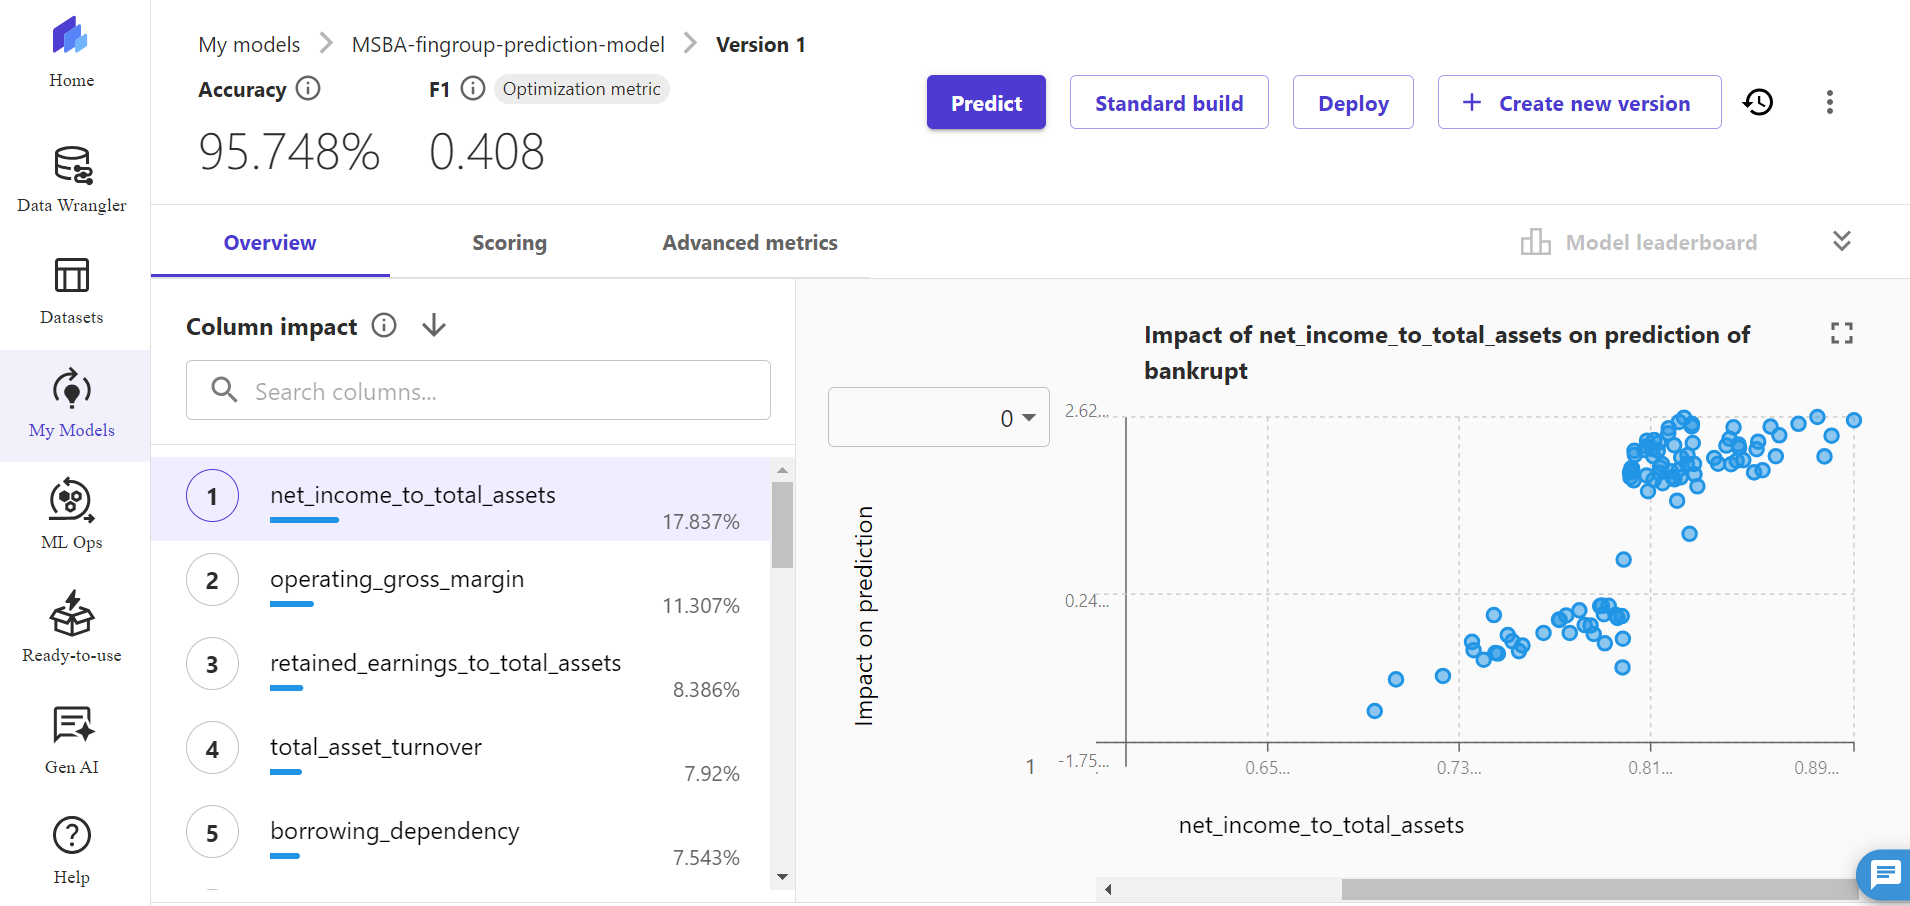 Home
Data Wrangler
Datasets
My Models
ML Ops
Ready-to-use
Gen AI
Help
My models
MSBA-fingroup-prediction-model
Version 1
Accuracy
F1
Optimization metric
95.748%
0.408
Predict
Standard build
Deploy
+ Create new version
Overview
Scoring
Advanced metrics
Model leaderboard
Column impact
Search columns...
1
net_income_to_total_assets
17.837%
2
operating_gross_margin
11.307%
3
retained_earnings_to_total_assets
8.386%
4
total_asset_turnover
7.92%
5
borrowing_dependency
7.543%
Impact of net_income_to_total_assets on prediction of
bankrupt
0
2.62...
0.24...
-1.75...
1
Impact on prediction
0.65...
0.73...
0.81...
0.89...
net_income_to_total_assets